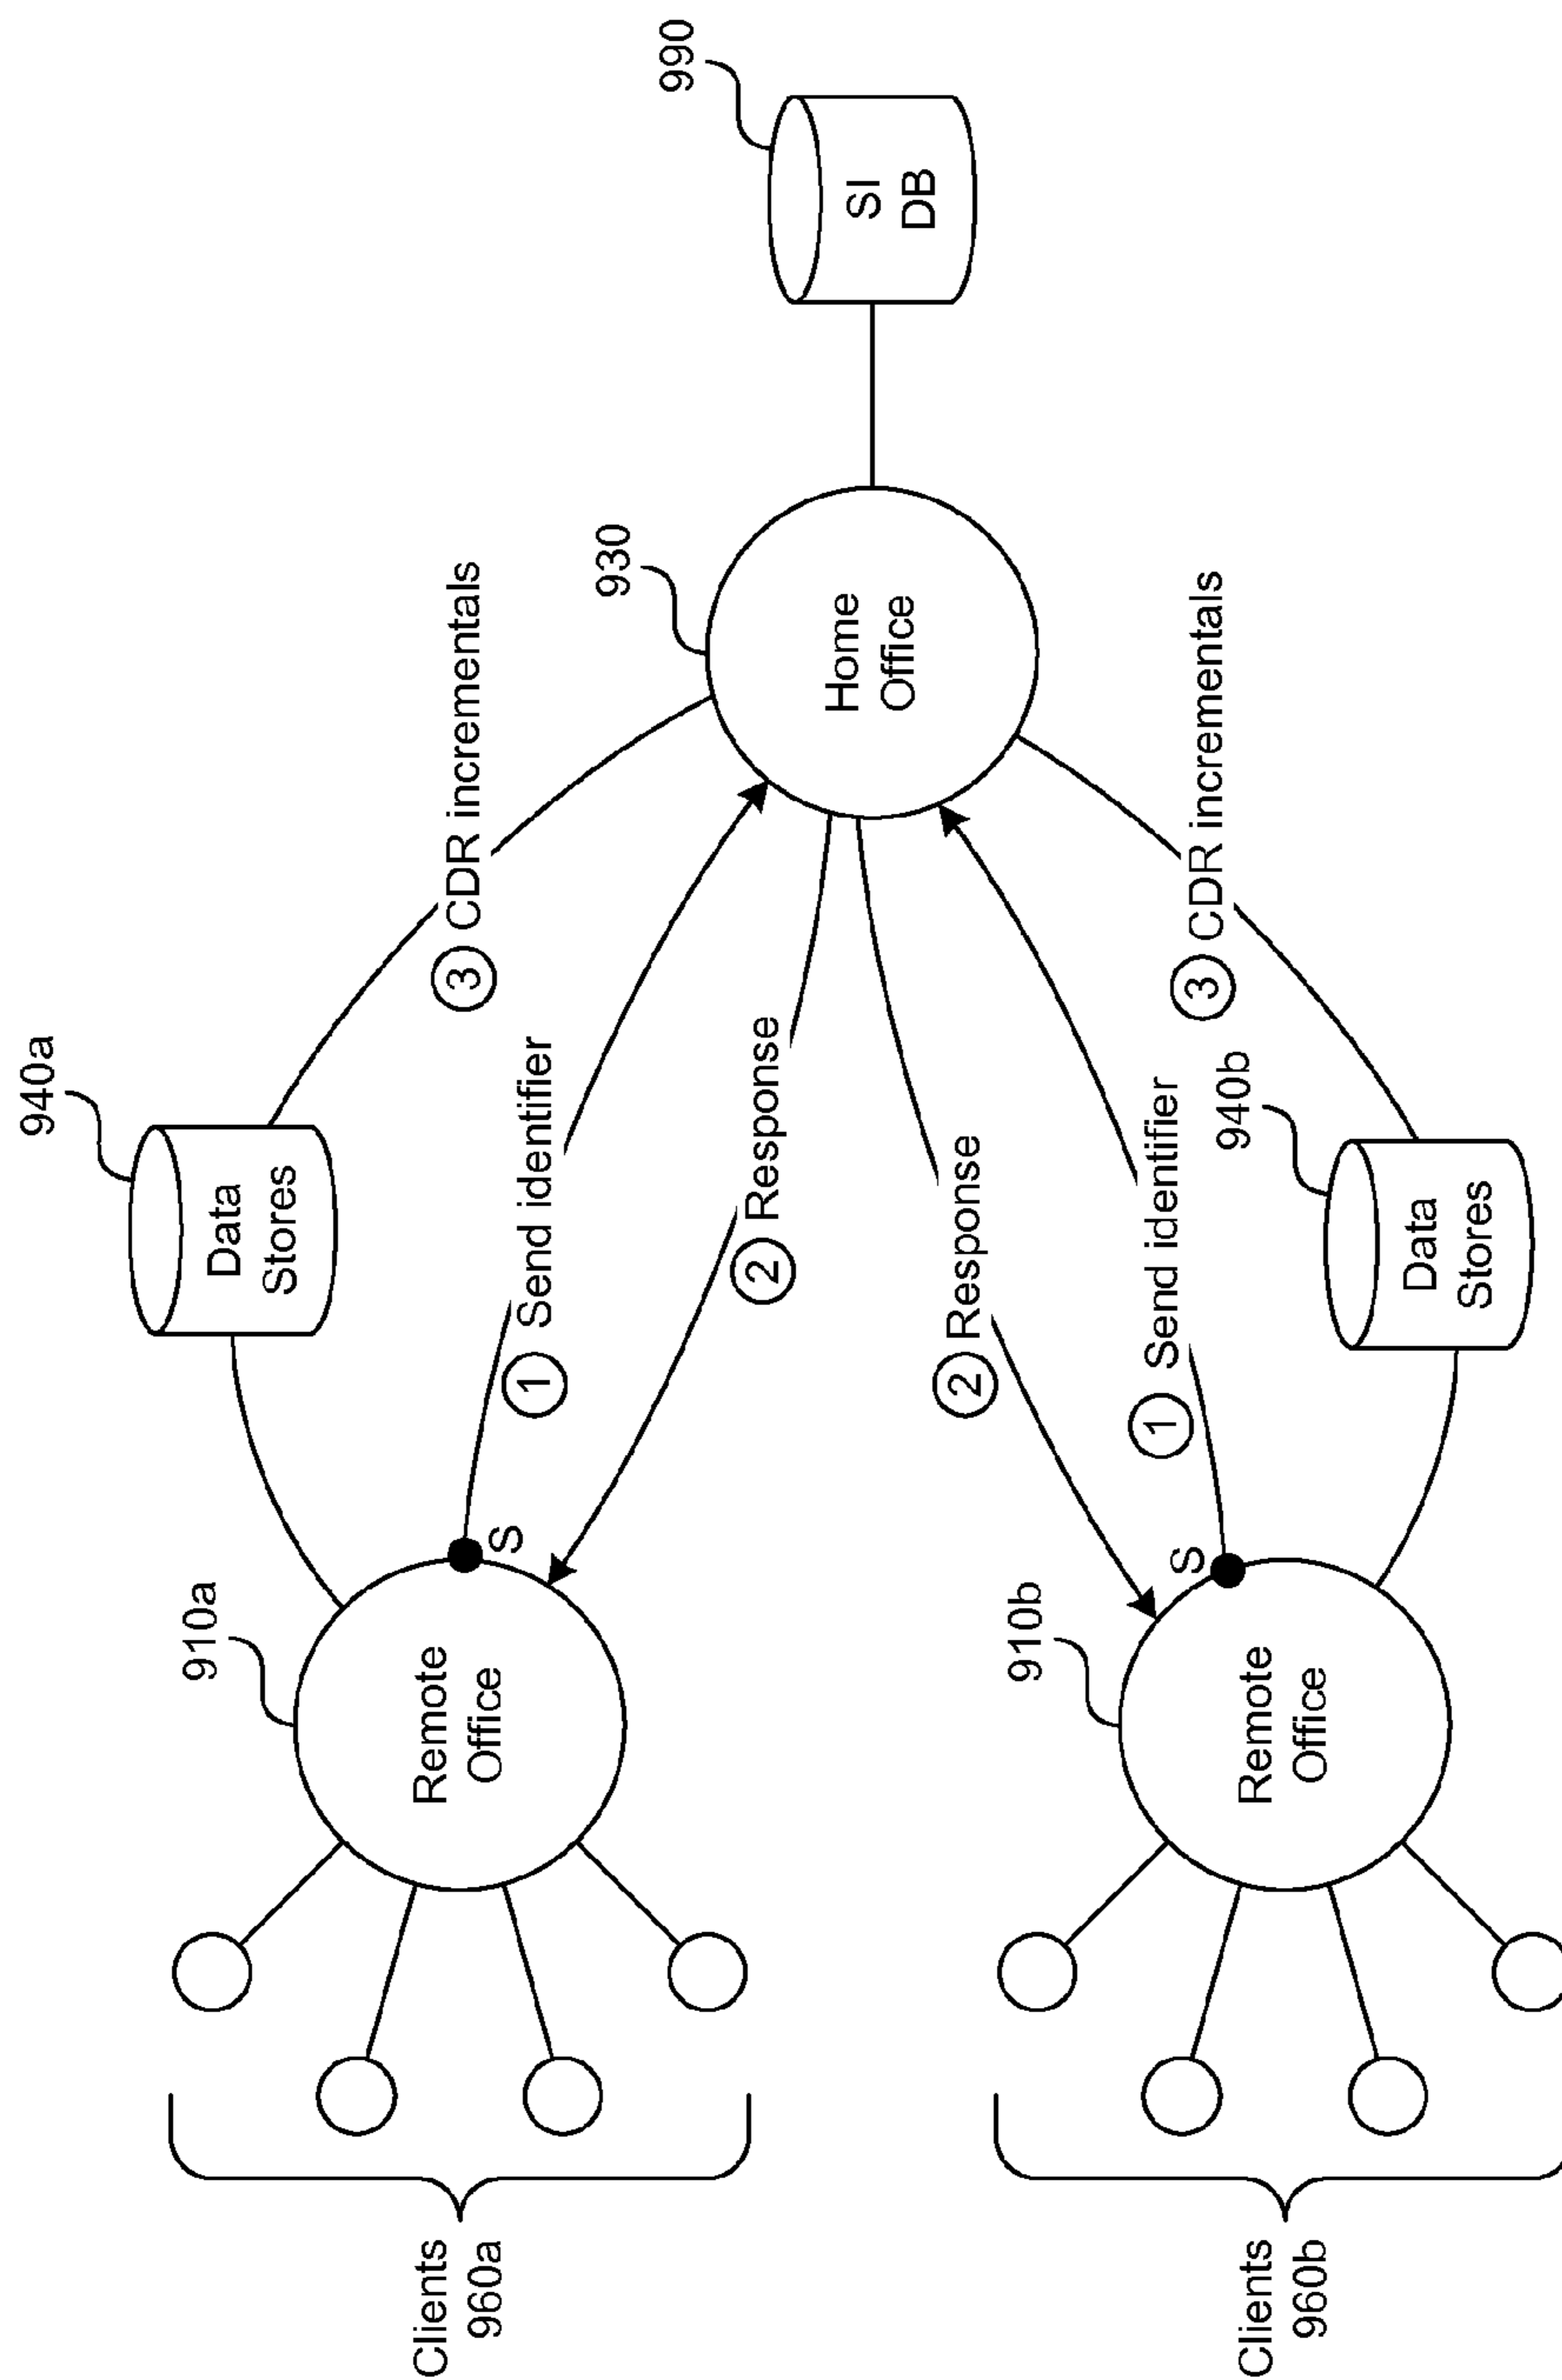 940a
Data
Stores
③ CDR incrementals
910a
Remote
Office
S
① Send identifier
② Response
Clients
960a
930
Home
Office
990
SI
DB
910b
Remote
Office
S
② Response
① Send identifier
③ CDR incrementals
940b
Data
Stores
Clients
960b